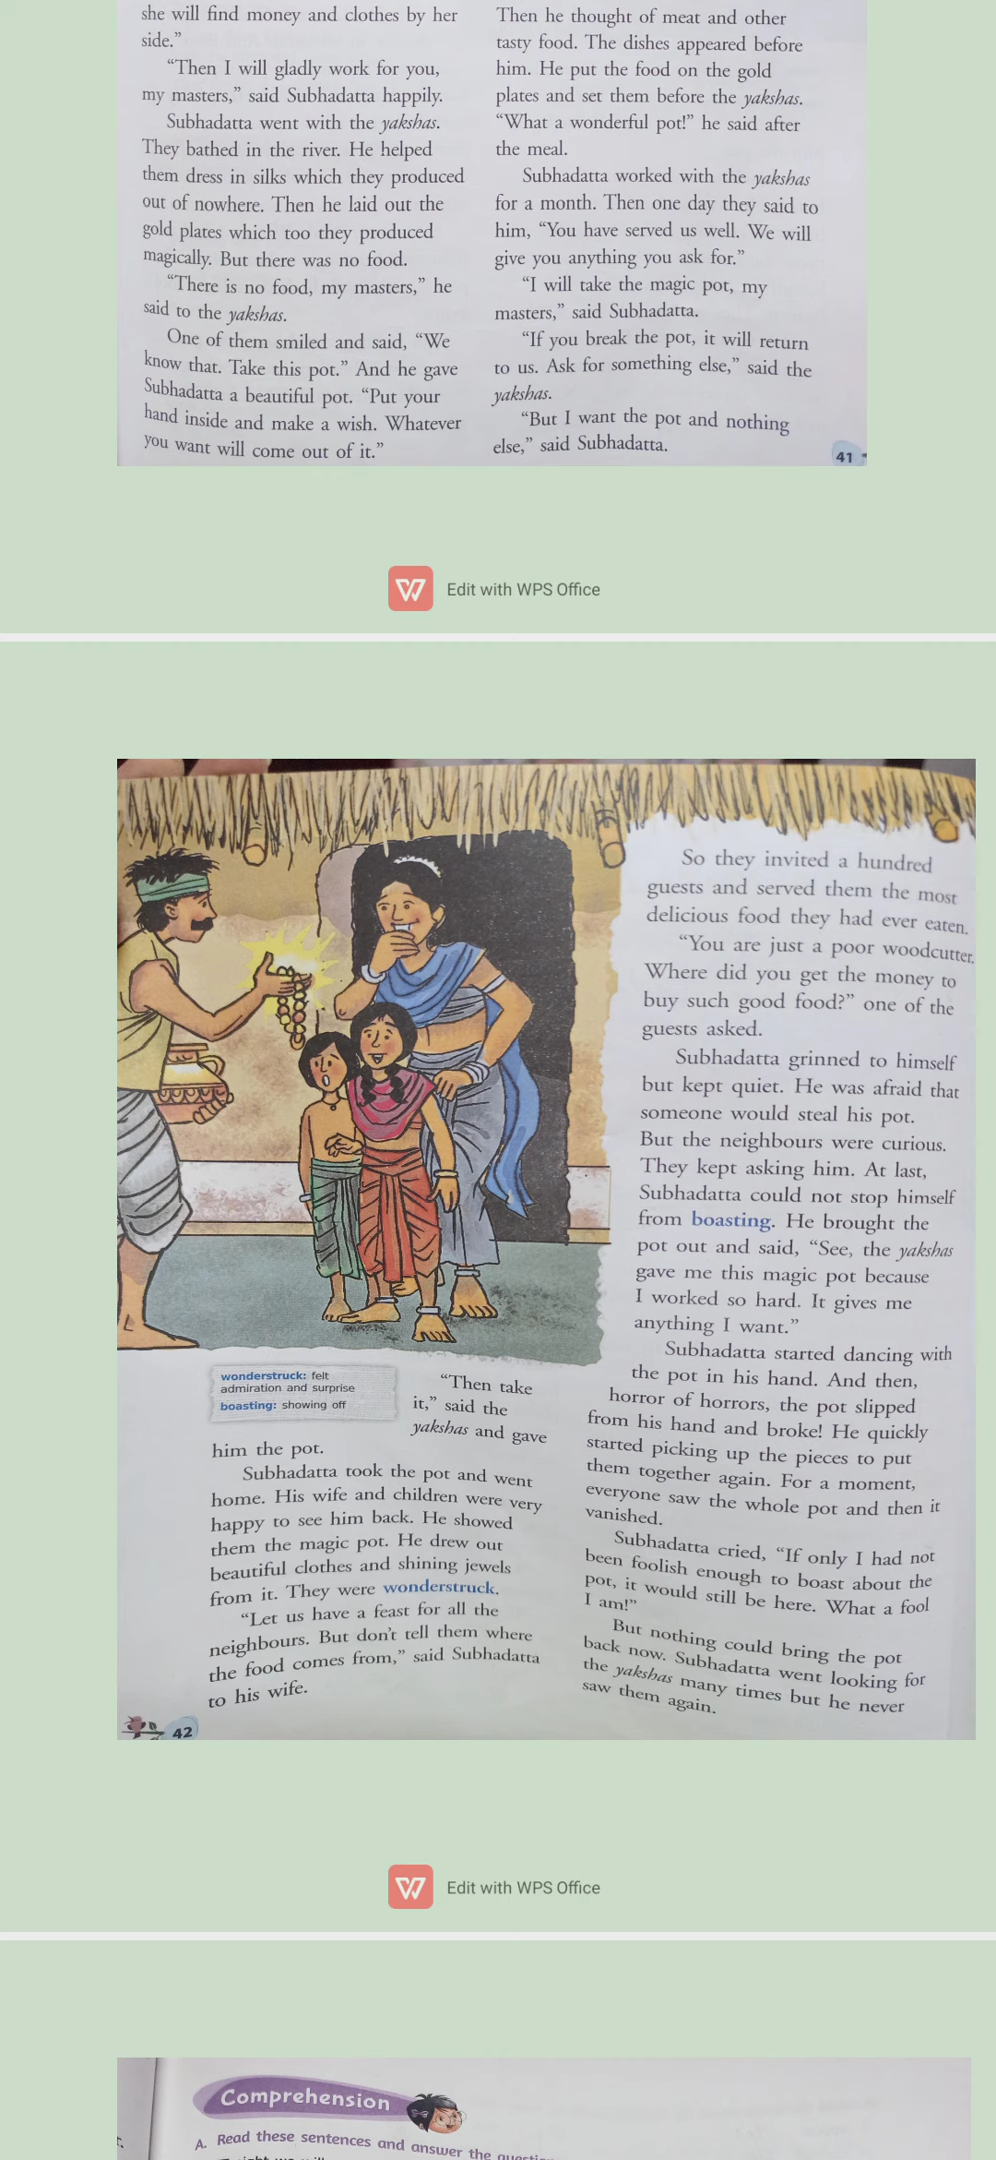 she will find money and clothes by her
side.”
“Then I will gladly work for you,
my masters,” said Subhadatta happily.
Subhadatta went with the yakshas.
They bathed in the river. He helped
them dress in silks which they produced
out of nowhere. Then he laid out the
gold plates which too they produced
magically. But there was no food.
“There is no food, my masters,” he
said to the yakshas.
One of them smiled and said, “We
know that. Take this pot.” And he gave
Subhadatta a beautiful pot. “Put your
hand inside and make a wish. Whatever
you want will come out of it.”
Then he thought of meat and other
tasty food. The dishes appeared before
him. He put the food on the gold
plates and set them before the yakshas.
“What a wonderful pot!” he said after
the meal.
Subhadatta worked with the yakshas
for a month. Then one day they said to
him, “You have served us well. We will
give you anything you ask for.”
“I will take the magic pot, my
masters,” said Subhadatta.
“If you break the pot, it will return
to us. Ask for something else,” said the
yakshas.
“But I want the pot and nothing
else,” said Subhadatta.
41
Edit with WPS Office
wonderstruck: felt
admiration and surprise
boasting: showing off
“Then take
it,” said the
yakshas and gave
him the pot.
Subhadatta took the pot and went
home. His wife and children were very
happy to see him back. He showed
them the magic pot. He drew out
beautiful clothes and shining jewels
from it. They were wonderstruck.
“Let us have a feast for all the
neighbours. But don’t tell them where
the food comes from,” said Subhadatta
to his wife.
42
So they invited a hundred
guests and served them the most
delicious food they had ever eaten.
“You are just a poor woodcutter.
Where did you get the money to
buy such good food?” one of the
guests asked.
Subhadatta grinned to himself
but kept quiet. He was afraid that
someone would steal his pot.
But the neighbours were curious.
They kept asking him. At last,
Subhadatta could not stop himself
from boasting. He brought the
pot out and said, “See, the yakshas
gave me this magic pot because
I worked so hard. It gives me
anything I want.”
Subhadatta started dancing with
the pot in his hand. And then,
horror of horrors, the pot slipped
from his hand and broke! He quickly
started picking up the pieces to put
them together again. For a moment,
everyone saw the whole pot and then it
vanished.
Subhadatta cried, “If only I had not
been foolish enough to boast about the
pot, it would still be here. What a fool
I am!”
But nothing could bring the pot
back now. Subhadatta went looking for
the yakshas many times but he never
saw them again.
Edit with WPS Office
Comprehension
A. Read these sentences and answer the